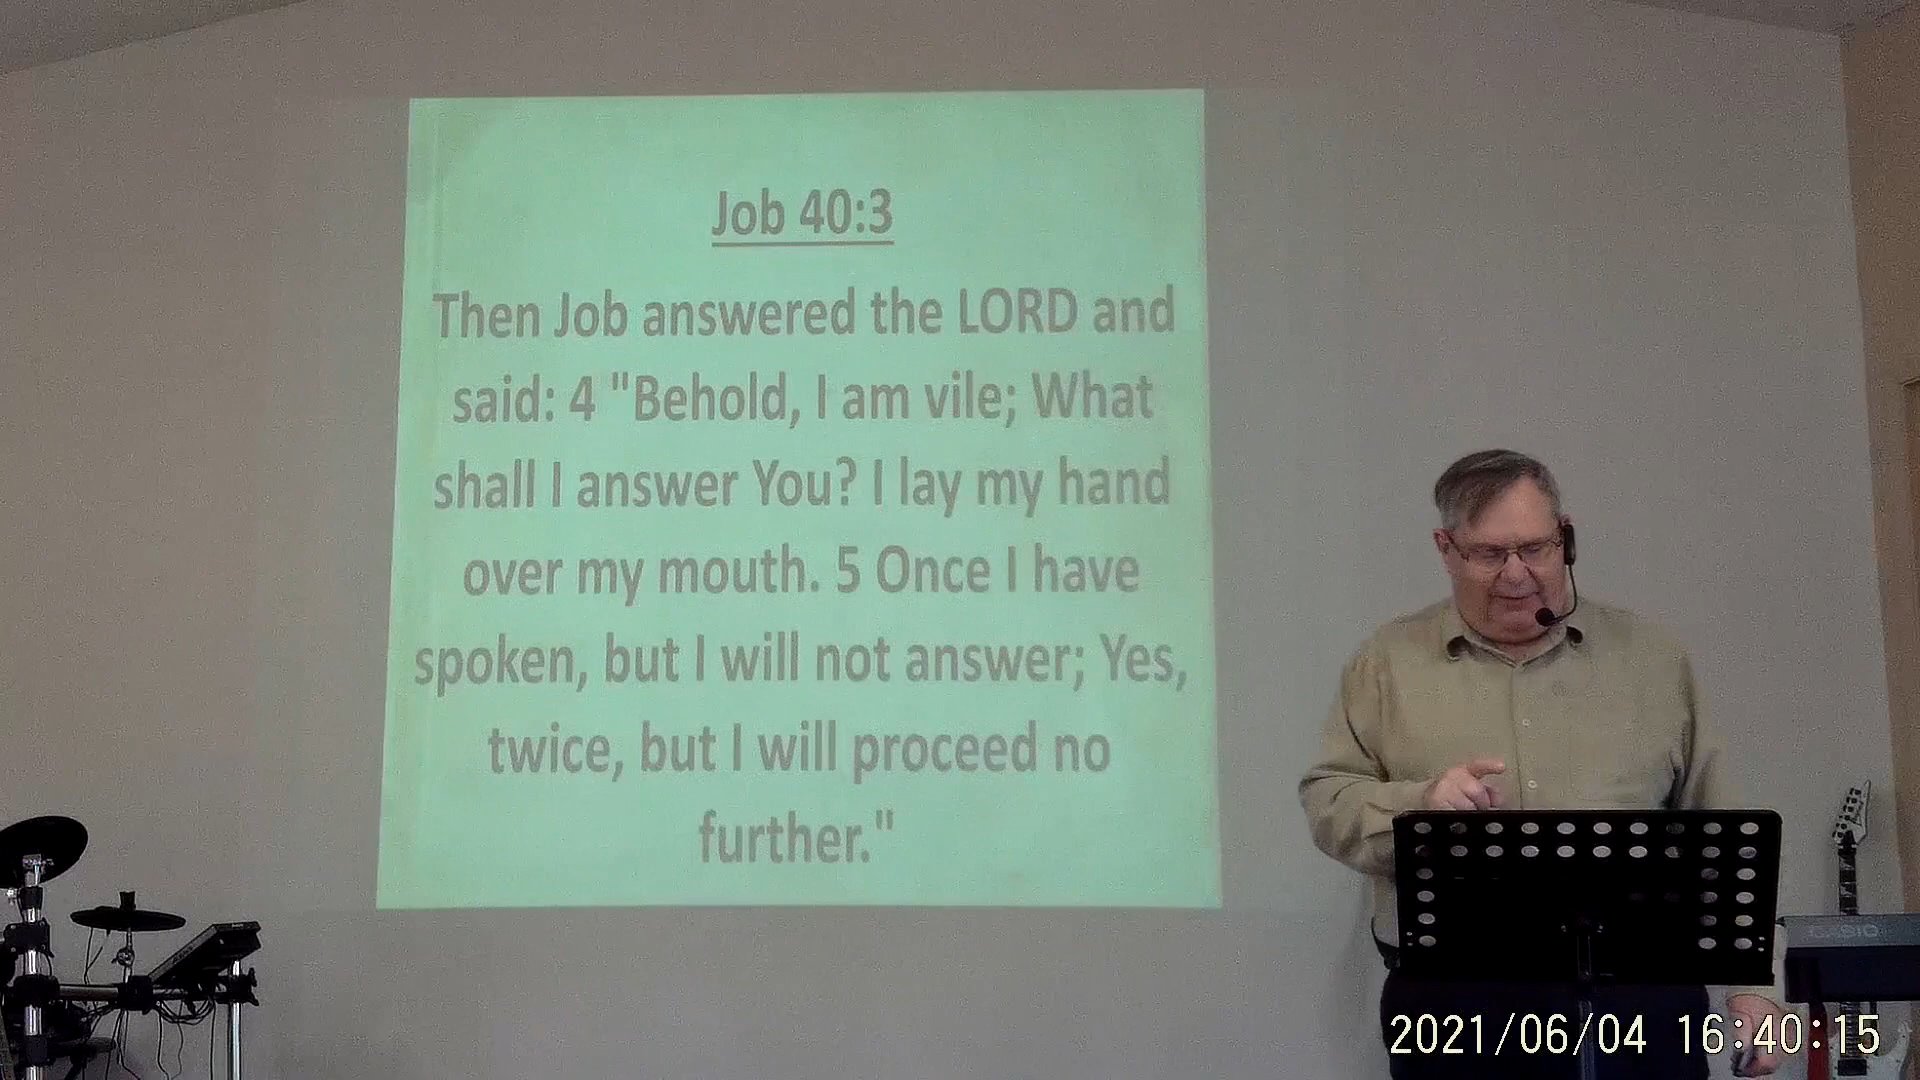 Job 40:3
Then Job answered the LORD and
said: 4 "Behold, I am vile; What
shall I answer You? I lay my hand
over my mouth. 5 Once I have
spoken, but I will not answer; Yes,
twice, but I will proceed no
further."
CASIO
2021/06/04 16:40:15